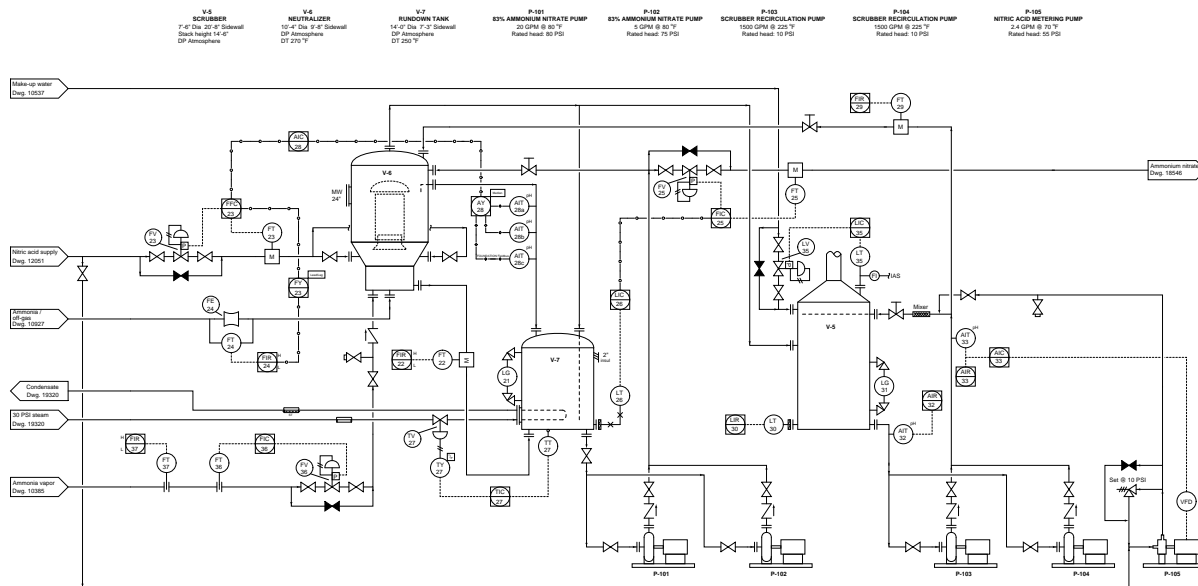 V-5
SCRUBBER
7'-6" Dia 20'-8" Sidewall
Stack height 14'-6"
DP Atmosphere
V-6
NEUTRALIZER
10'-4" Dia 9'-8" Sidewall
DP Atmosphere
DT 270 °F
V-7
RUNDOWN TANK
14'-0" Dia 7'-3" Sidewall
DP Atmosphere
DT 250 °F
P-101
83% AMMONIUM NITRATE PUMP
20 GPM @ 80 °F
Rated head: 80 PSI
P-102
83% AMMONIUM NITRATE PUMP
5 GPM @ 80 °F
Rated head: 75 PSI
P-103
SCRUBBER RECIRCULATION PUMP
1500 GPM @ 225 °F
Rated head: 10 PSI
P-104
SCRUBBER RECIRCULATION PUMP
1500 GPM @ 225 °F
Rated head: 10 PSI
P-105
NITRIC ACID METERING PUMP
2.4 GPM @ 70 °F
Rated head: 55 PSI
Make-up water
Dwg. 10537
FIR
29
FT
29
M
AIC
28
V-6
MW
24"
AY
28
pH
AIT
28a
pH
AIT
28b
pH
AIT
28c
FV
25
P
FIC
25
M
FT
25
Ammonium nitrate
Dwg. 18546
FFC
23
FT
23
M
FV
23
P
FY
23
Nitric acid supply
Dwg. 12051
LIC
35
LT
35
LV
35
FI
IAS
LIC
26
FE
24
FT
24
FIR
24
H
L
Ammonia /
off-gas
Dwg. 10927
V-5
Mixer
pH
AIT
33
AIC
33
AIR
33
FIR
22
H
L
FT
22
M
V-7
2"
LG
21
LT
26
LG
31
AIR
32
pH
AIT
32
LIR
30
LT
30
Condensate
Dwg. 19320
30 PSI steam
Dwg. 19320
TV
27
TY
27
TT
27
TIC
27
H
L
FIR
37
FT
37
FT
36
FIC
36
FV
36
P
Ammonia vapor
Dwg. 10385
Set @ 10 PSI
VFD
P-101
P-102
P-103
P-104
P-105